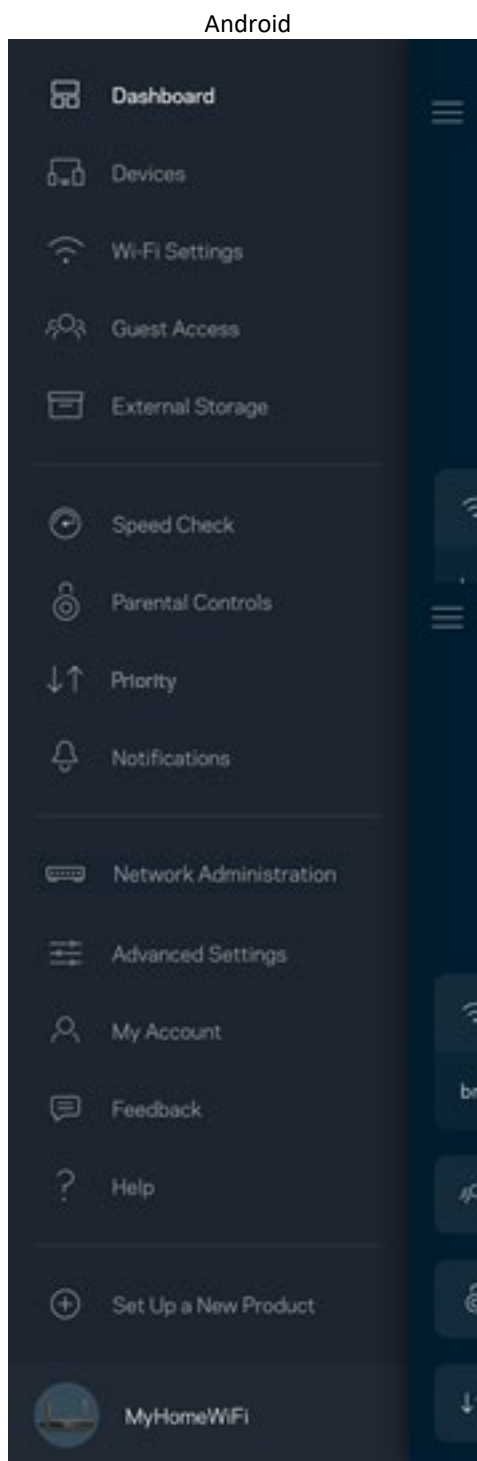 Android
Dashboard
Devices
Wi-Fi Settings
Guest Access
External Storage
Speed Check
Parental Controls
Priority
Notifications
Network Administration
Advanced Settings
My Account
Feedback
Help
Set Up a New Product
MyHomeWiFi